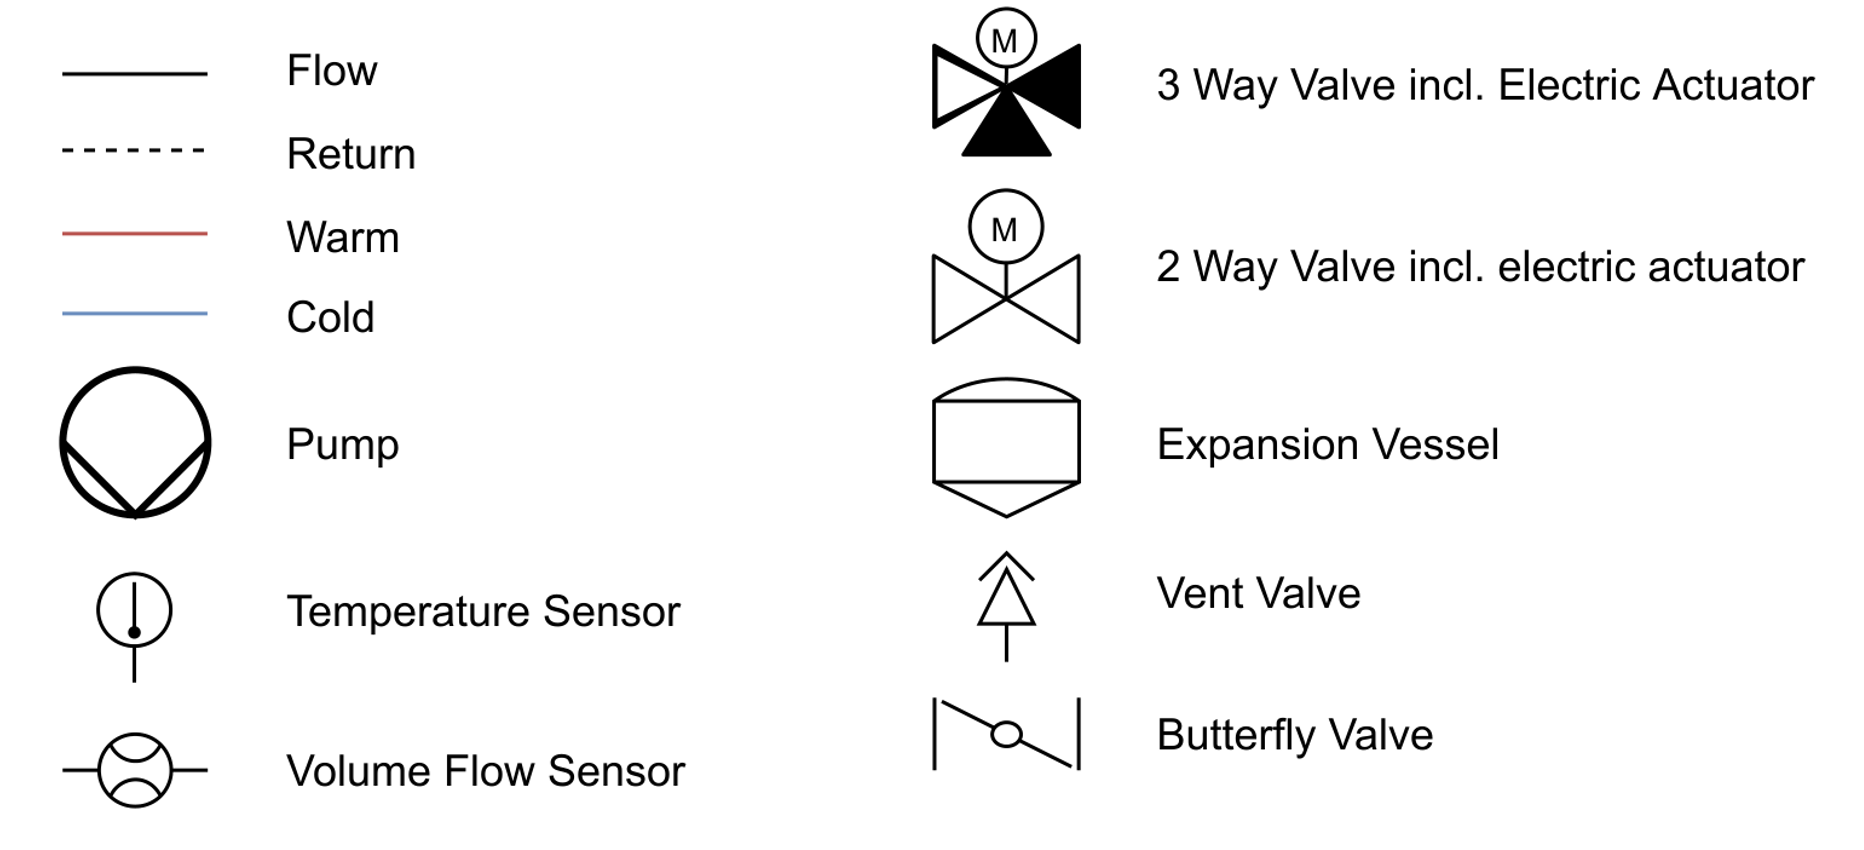 Flow
Return
Warm
Cold
Pump
Temperature Sensor
Volume Flow Sensor
M
3 Way Valve incl. Electric Actuator
M
2 Way Valve incl. electric actuator
Expansion Vessel
Vent Valve
Butterfly Valve